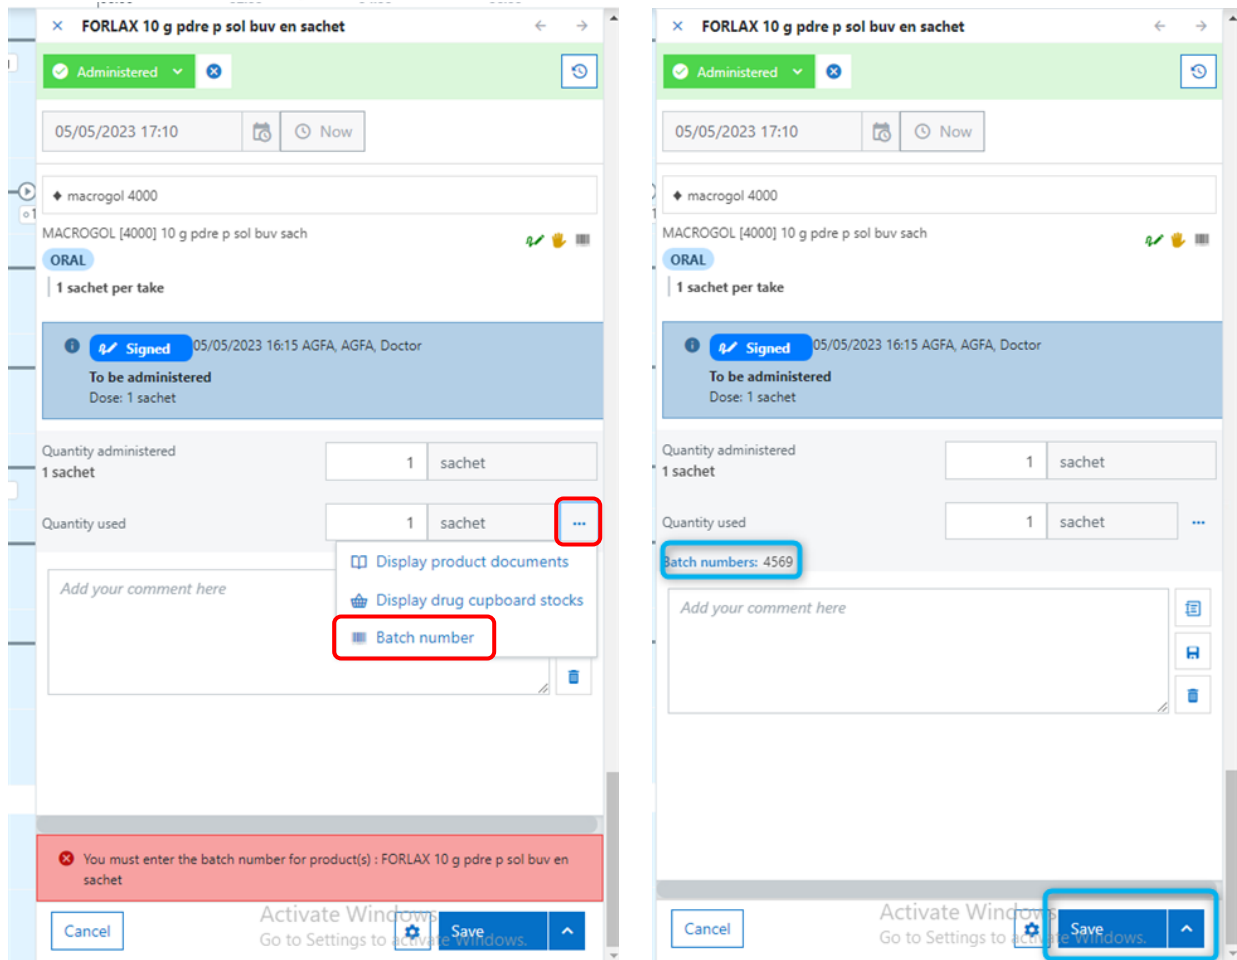 FORLAX 10 g pdre p sol buv en sachet
Administered
05/05/2023 17:10
Now
macrogol 4000
MACROGOL [4000] 10 g pdre p sol buv sach
ORAL
1 sachet per take
Signed 05/05/2023 16:15 AGFA, AGFA, Doctor
To be administered
Dose: 1 sachet
Quantity administered
1 sachet
1 sachet
Quantity used
1 sachet
...
Display product documents
Display drug cupboard stocks
Batch number
Add your comment here
You must enter the batch number for product(s) : FORLAX 10 g pdre p sol buv en
sachet
Cancel
Save
Activate Windows
Go to Settings to activate Windows.
FORLAX 10 g pdre p sol buv en sachet
Administered
05/05/2023 17:10
Now
macrogol 4000
MACROGOL [4000] 10 g pdre p sol buv sach
ORAL
1 sachet per take
Signed 05/05/2023 16:15 AGFA, AGFA, Doctor
To be administered
Dose: 1 sachet
Quantity administered
1 sachet
1 sachet
Quantity used
1 sachet
...
Batch numbers: 4569
Add your comment here
Cancel
Save
Activate Windows
Go to Settings to activate Windows.